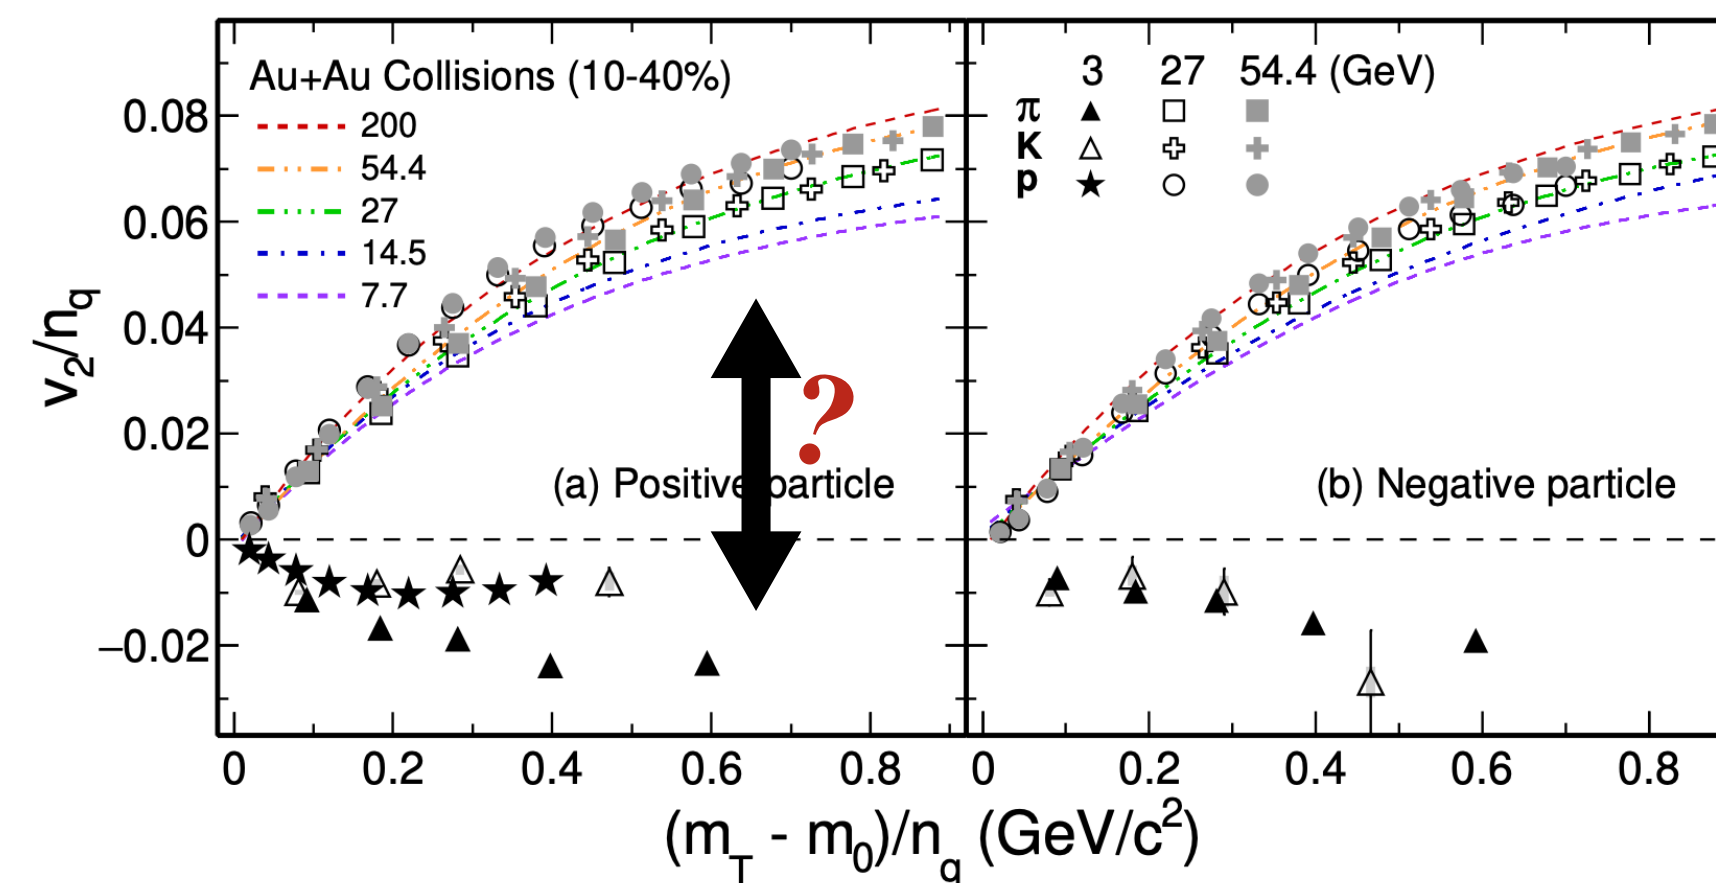 Au+Au Collisions (10-40%)
200
54.4
27
14.5
7.7
3 27 54.4 (GeV)
π
K
p
0.08
0.06
0.04
0.02
0
−0.02
v2/nq
?
(a) Positive particle
(b) Negative particle
0 0.2 0.4 0.6 0.8
0 0.2 0.4 0.6 0.8
(mT - m0)/nq (GeV/c²)